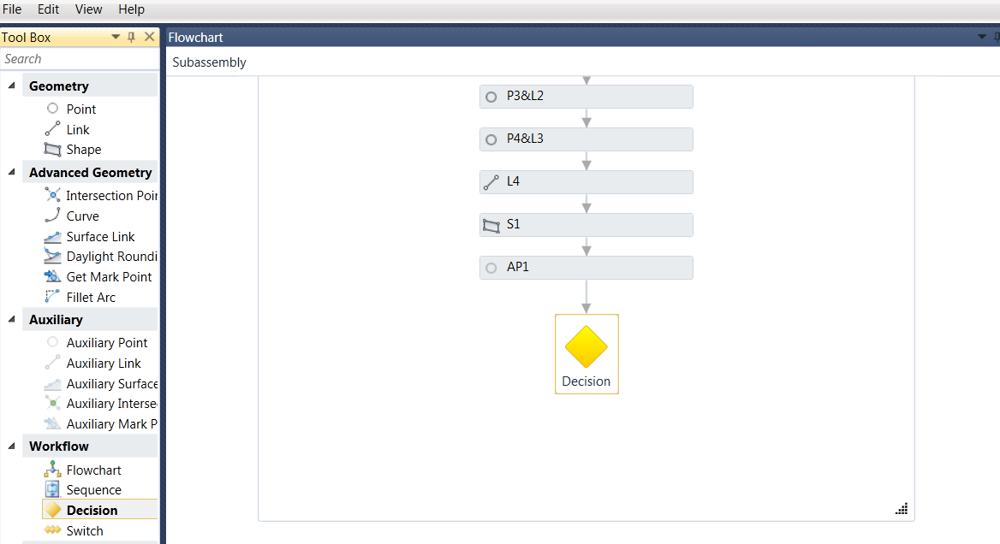 File Edit View Help
Tool Box
Search
Geometry
Point
Link
Shape
Advanced Geometry
Intersection Poin
Curve
Surface Link
Daylight Roundi
Get Mark Point
Fillet Arc
Auxiliary
Auxiliary Point
Auxiliary Link
Auxiliary Surface
Auxiliary Interse
Auxiliary Mark P
Workflow
Flowchart
Sequence
Decision
Switch
Flowchart
Subassembly
P3&L2
P4&L3
L4
S1
AP1
Decision